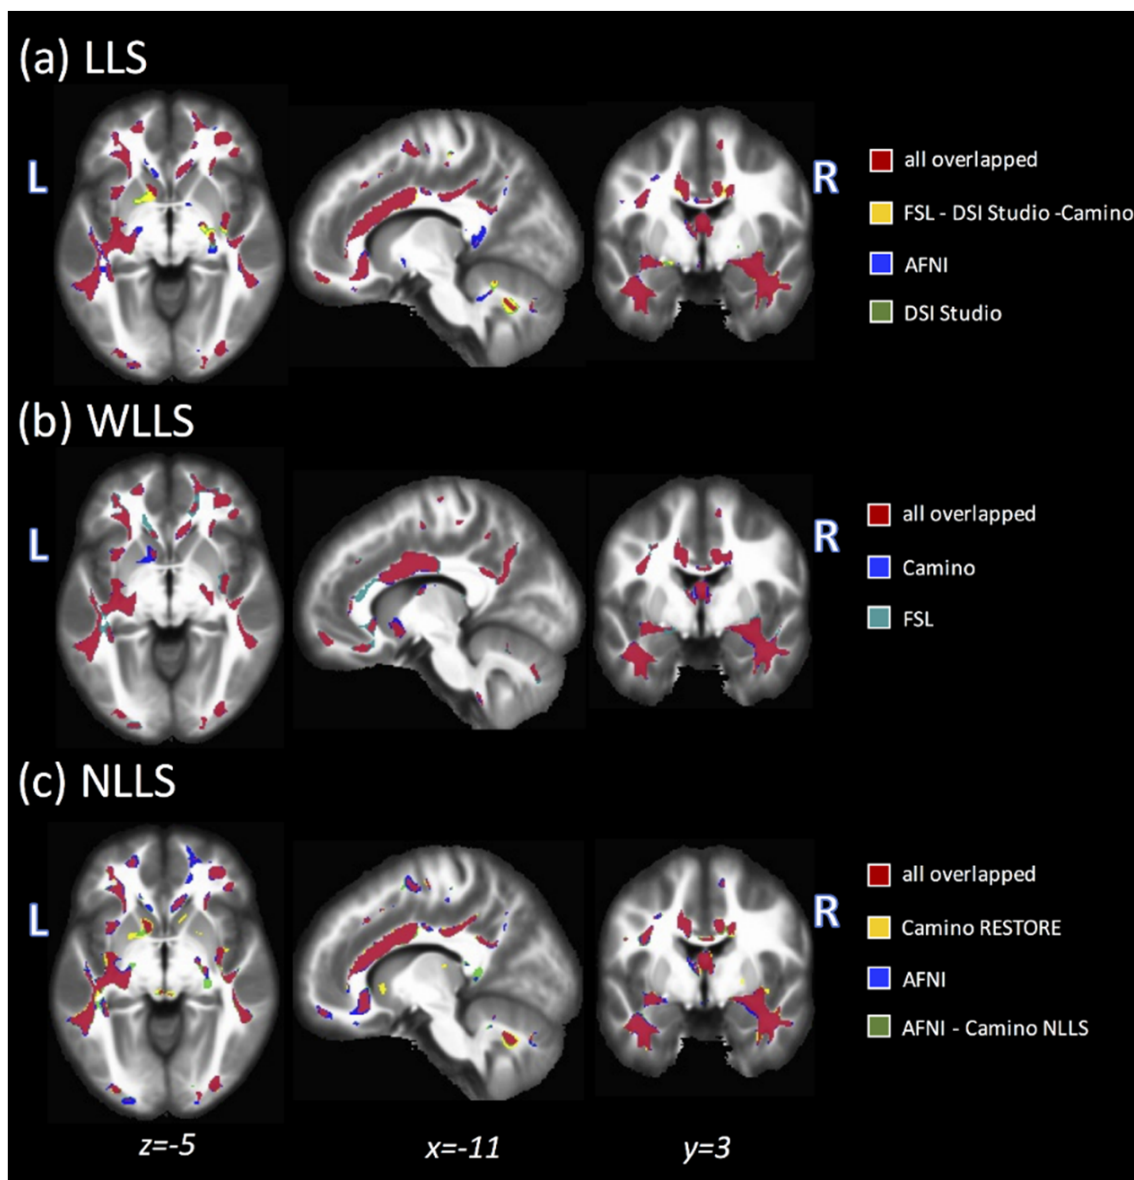 (a) LLS
L
R
all overlapped
FSL - DSI Studio -Camino
AFNI
DSI Studio
(b) WLLS
L
R
all overlapped
Camino
FSL
(c) NLLS
L
R
all overlapped
Camino RESTORE
AFNI
AFNI - Camino NLLS
z=-5
x=-11
y=3